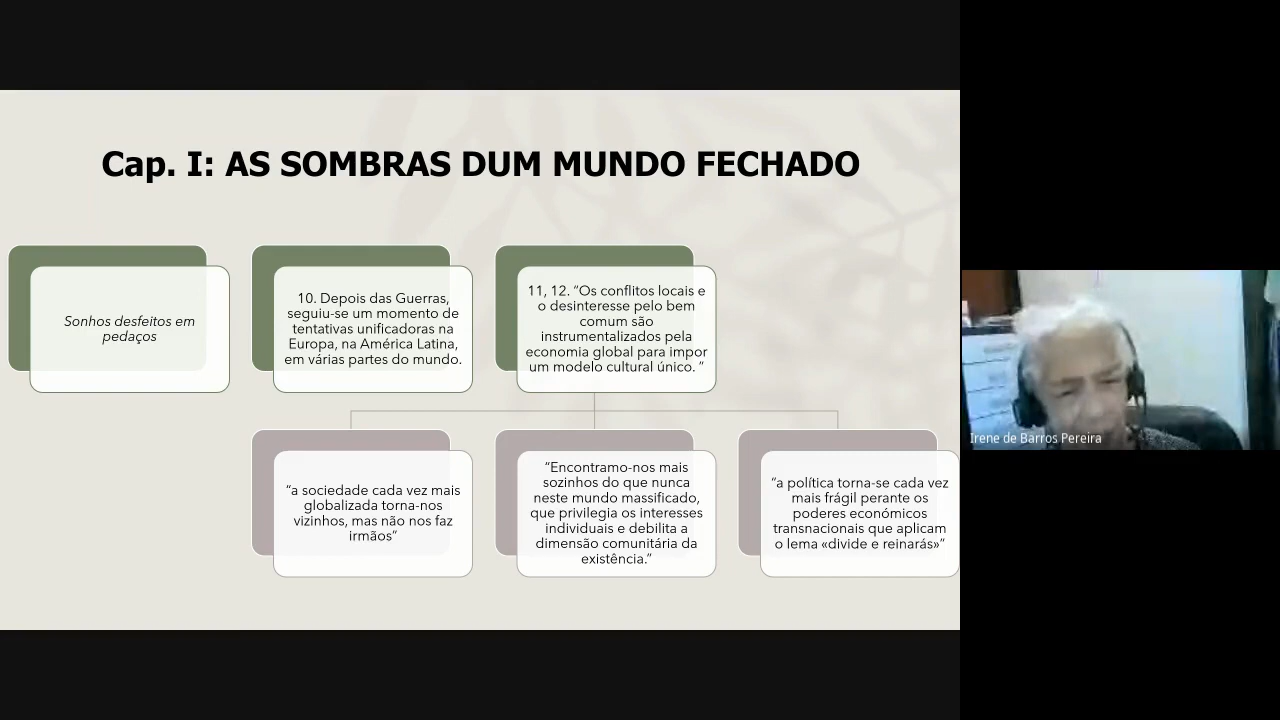 Cap. I: AS SOMBRAS DUM MUNDO FECHADO
Sonhos desfeitos em
pedaços
10. Depois das Guerras,
seguiu-se um momento de
tentativas unificadoras na
Europa, na América Latina,
em várias partes do mundo.
11, 12. “Os conflitos locais e
o desinteresse pelo bem
comum são
instrumentalizados pela
economia global para impor
um modelo cultural único. ”
“a sociedade cada vez mais
globalizada torna-nos
vizinhos, mas não nos faz
irmãos”
“Encontramo-nos mais
sozinhos do que nunca
neste mundo massificado,
que privilegia os interesses
individuais e debilita a
dimensão comunitária da
existência.”
“a política torna-se cada vez
mais frágil perante os
poderes económicos
transnacionais que aplicam
o lema «divide e reinarás»”
Irene de Barros Pereira